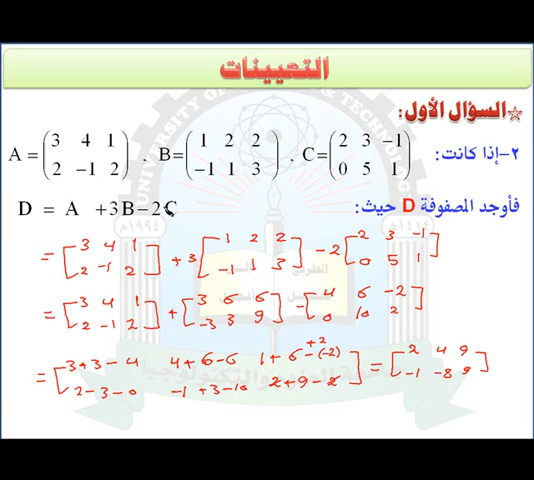 التعيينات
السؤال الأول:
٢-إذا كانت: A = (3 4 1 / 2 −1 2) , B = (1 2 2 / −1 1 3) , C = (2 3 −1 / 0 5 1)
فأوجد المصفوفة D حيث: D = A +3B−2C
= [3 4 1 / 2 -1 2] + 3 [1 2 2 / -1 1 3] - 2 [2 3 -1 / 0 5 1]
= [3 4 1 / 2 -1 2] + [3 6 6 / -3 3 9] - [4 6 -2 / 0 10 2]
= [3+3-4 4+6-6 1+6-(-2) +2 / 2-3-0 -1+3-10 2+9-2] = [2 4 9 / -1 -8 9]